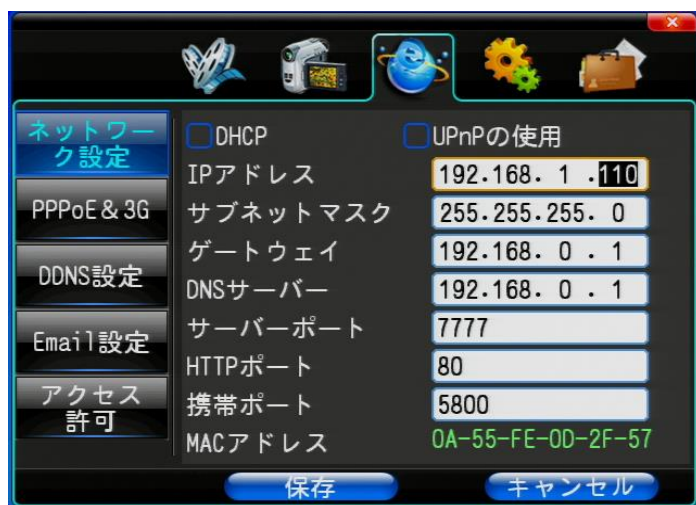 ネットワー
ク設定
PPPoE & 3G
DDNS設定
Email設定
アクセス
許可
DHCP UPnPの使用
IPアドレス 192.168. 1 .110
サブネットマスク 255.255.255. 0
ゲートウェイ 192.168. 0 . 1
DNSサーバー 192.168. 0 . 1
サーバーポート 7777
HTTPポート 80
携帯ポート 5800
MACアドレス 0A-55-FE-0D-2F-57
保存 キャンセル